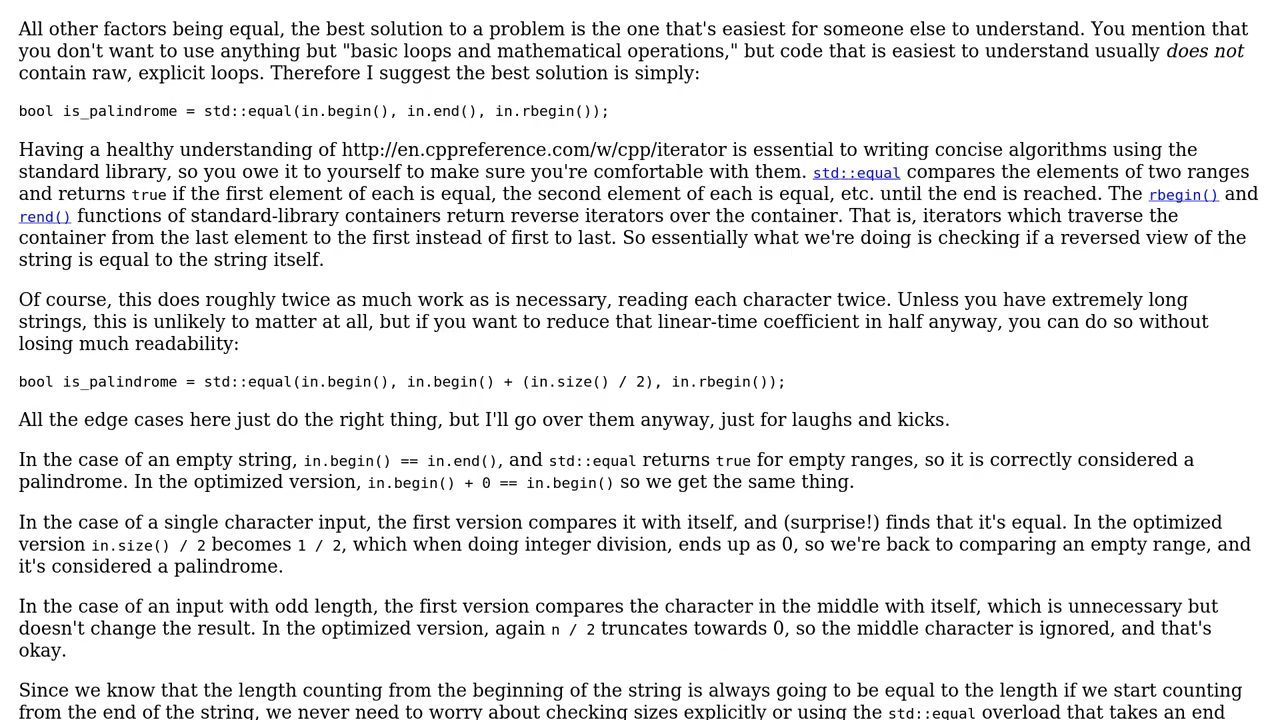 All other factors being equal, the best solution to a problem is the one that's easiest for someone else to understand. You mention that
you don't want to use anything but "basic loops and mathematical operations," but code that is easiest to understand usually does not
contain raw, explicit loops. Therefore I suggest the best solution is simply:
bool is_palindrome = std::equal(in.begin(), in.end(), in.rbegin());
Having a healthy understanding of http://en.cppreference.com/w/cpp/iterator is essential to writing concise algorithms using the
standard library, so you owe it to yourself to make sure you're comfortable with them. std::equal compares the elements of two ranges
and returns true if the first element of each is equal, the second element of each is equal, etc. until the end is reached. The rbegin() and
rend() functions of standard-library containers return reverse iterators over the container. That is, iterators which traverse the
container from the last element to the first instead of first to last. So essentially what we're doing is checking if a reversed view of the
string is equal to the string itself.
Of course, this does roughly twice as much work as is necessary, reading each character twice. Unless you have extremely long
strings, this is unlikely to matter at all, but if you want to reduce that linear-time coefficient in half anyway, you can do so without
losing much readability:
bool is_palindrome = std::equal(in.begin(), in.begin() + (in.size() / 2), in.rbegin());
All the edge cases here just do the right thing, but I'll go over them anyway, just for laughs and kicks.
In the case of an empty string, in.begin() == in.end(), and std::equal returns true for empty ranges, so it is correctly considered a
palindrome. In the optimized version, in.begin() + 0 == in.begin() so we get the same thing.
In the case of a single character input, the first version compares it with itself, and (surprise!) finds that it's equal. In the optimized
version in.size() / 2 becomes 1 / 2, which when doing integer division, ends up as 0, so we're back to comparing an empty range, and
it's considered a palindrome.
In the case of an input with odd length, the first version compares the character in the middle with itself, which is unnecessary but
doesn't change the result. In the optimized version, again n / 2 truncates towards 0, so the middle character is ignored, and that's
okay.
Since we know that the length counting from the beginning of the string is always going to be equal to the length if we start counting
from the end of the string, we never need to worry about checking sizes explicitly or using the std::equal overload that takes an end